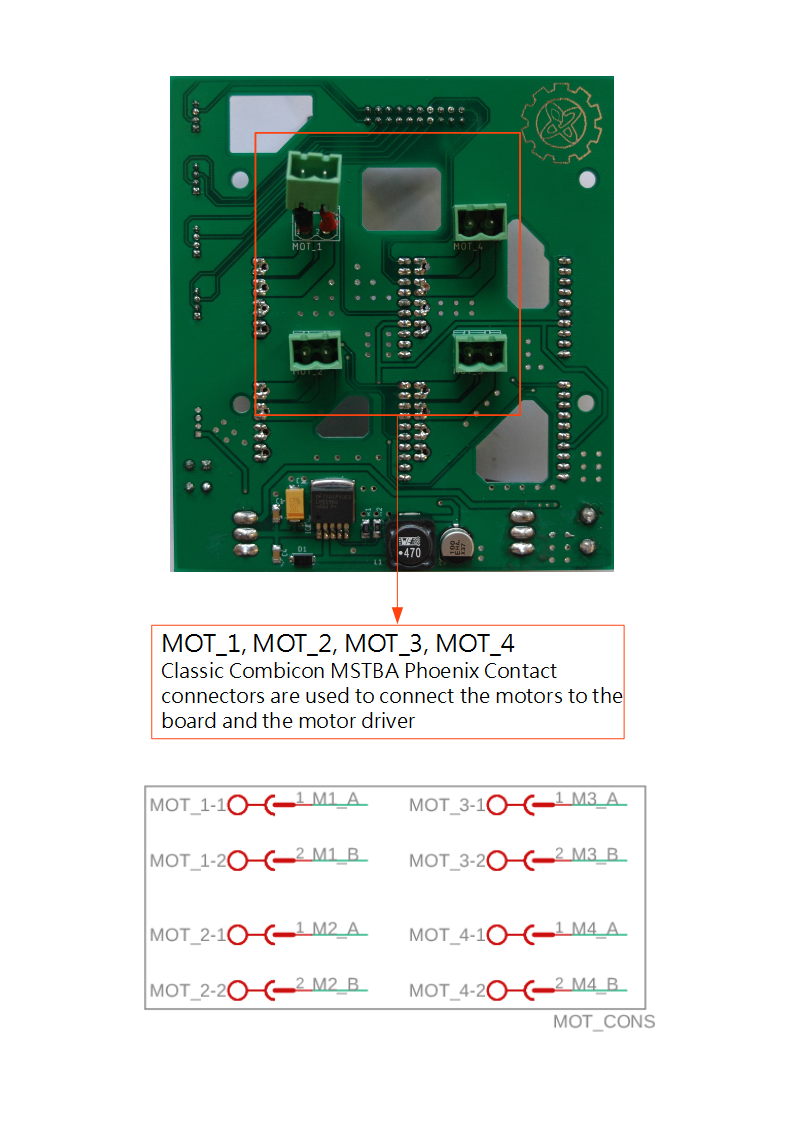 MOT_1
MOT_4
D1
L1
470
100
MOT_1, MOT_2, MOT_3, MOT_4
Classic Combicon MSTBA Phoenix Contact
connectors are used to connect the motors to the
board and the motor driver
MOT_1-1 1 M1_A MOT_3-1 1 M3_A
MOT_1-2 2 M1_B MOT_3-2 2 M3_B
MOT_2-1 1 M2_A MOT_4-1 1 M4_A
MOT_2-2 2 M2_B MOT_4-2 2 M4_B
MOT_CONS